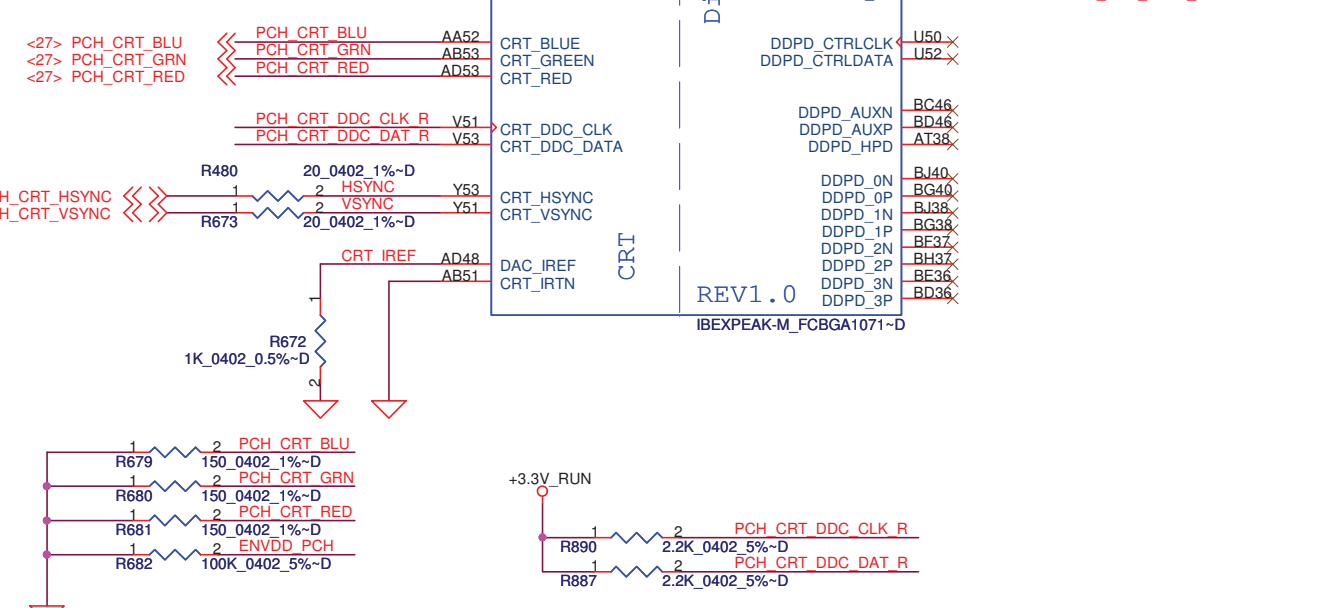 <27> PCH_CRT_BLU
<27> PCH_CRT_GRN
<27> PCH_CRT_RED
PCH_CRT_BLU AA52 CRT_BLUE
PCH_CRT_GRN AB53 CRT_GREEN
PCH_CRT_RED AD53 CRT_RED
PCH_CRT_DDC_CLK_R V51 CRT_DDC_CLK
PCH_CRT_DDC_DAT_R V53 CRT_DDC_DATA
R480 20_0402_1%~D
1 2 HSYNC Y53 CRT_HSYNC
H_CRT_HSYNC
1 2 VSYNC Y51 CRT_VSYNC
H_CRT_VSYNC
R673 20_0402_1%~D
CRT_IREF AD48 DAC_IREF
AB51 CRT_IRTN
CRT
1
R672
1K_0402_0.5%~D
2
DDPD_CTRLCLK U50
DDPD_CTRLDATA U52
DDPD_AUXN BC46
DDPD_AUXP BD46
DDPD_HPD AT38
DDPD_0N BJ40
DDPD_0P BG40
DDPD_1N BJ38
DDPD_1P BG38
DDPD_2N BF37
DDPD_2P BH37
DDPD_3N BE36
DDPD_3P BD36
REV1.0
IBEXPEAK-M_FCBGA1071~D
1 2 PCH_CRT_BLU
R679 150_0402_1%~D
1 2 PCH_CRT_GRN
R680 150_0402_1%~D
1 2 PCH_CRT_RED
R681 150_0402_1%~D
1 2 ENVDD_PCH
R682 100K_0402_5%~D
+3.3V_RUN
1 2 PCH_CRT_DDC_CLK_R
R890 2.2K_0402_5%~D
1 2 PCH_CRT_DDC_DAT_R
R887 2.2K_0402_5%~D